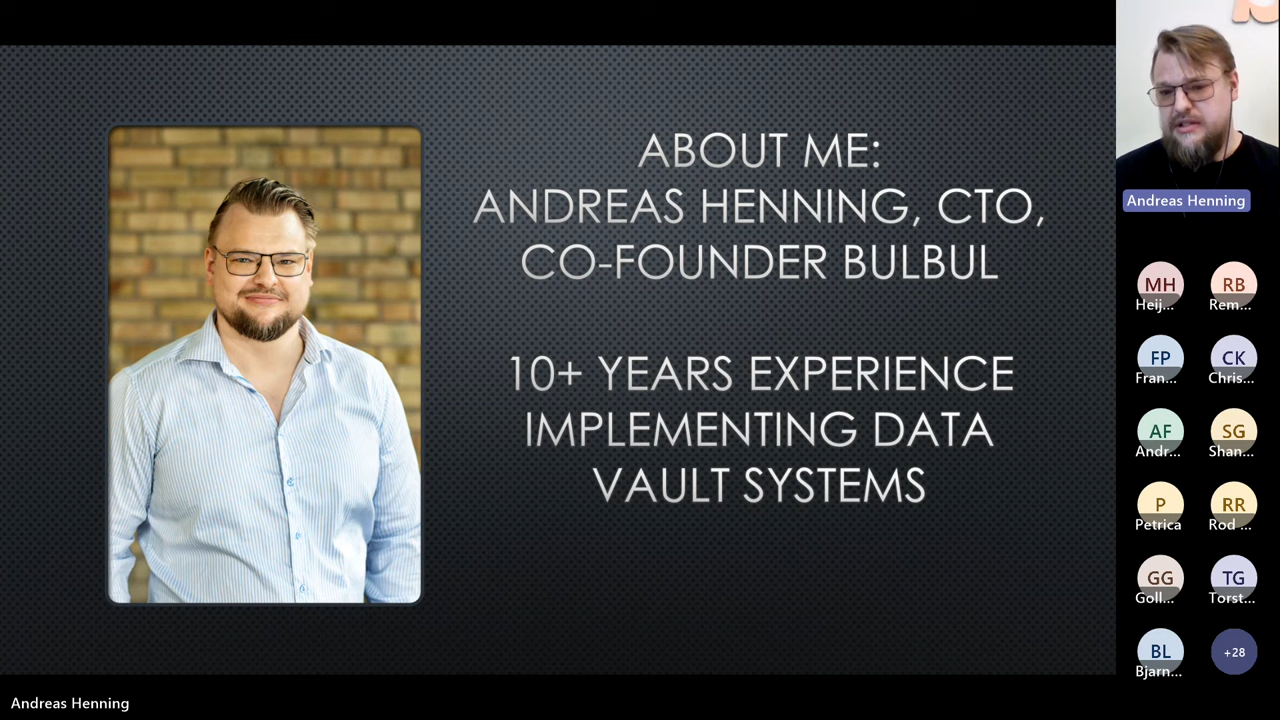 ABOUT ME:
ANDREAS HENNING, CTO,
CO-FOUNDER BULBUL
10+ YEARS EXPERIENCE
IMPLEMENTING DATA
VAULT SYSTEMS
Andreas Henning
MH
Heij...
RB
Rem...
FP
Fran...
CK
Chris...
AF
Andr...
SG
Shan...
P
Petrica
RR
Rod ...
GG
Goll...
TG
Torst...
BL
Bjarn...
+28
Andreas Henning